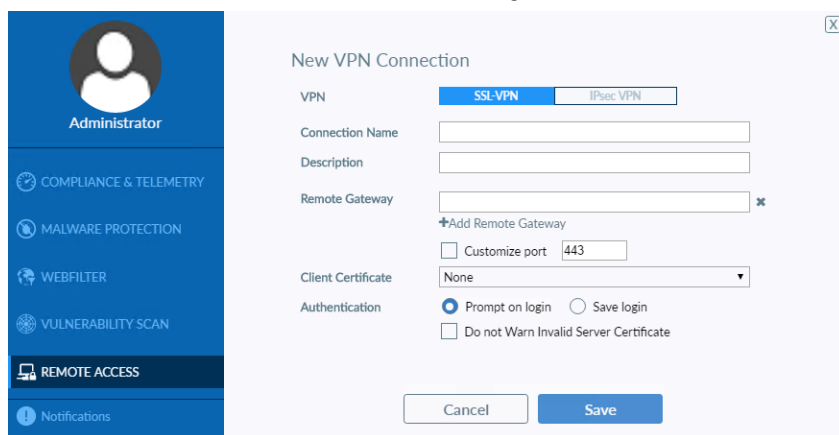 X
New VPN Connection
VPN SSL-VPN IPsec VPN
Administrator
Connection Name
Description
COMPLIANCE & TELEMETRY
Remote Gateway
+Add Remote Gateway
MALWARE PROTECTION
Customize port 443
WEBFILTER
Client Certificate None
Authentication Prompt on login Save login
VULNERABILITY SCAN
Do not Warn Invalid Server Certificate
REMOTE ACCESS
Notifications
Cancel Save